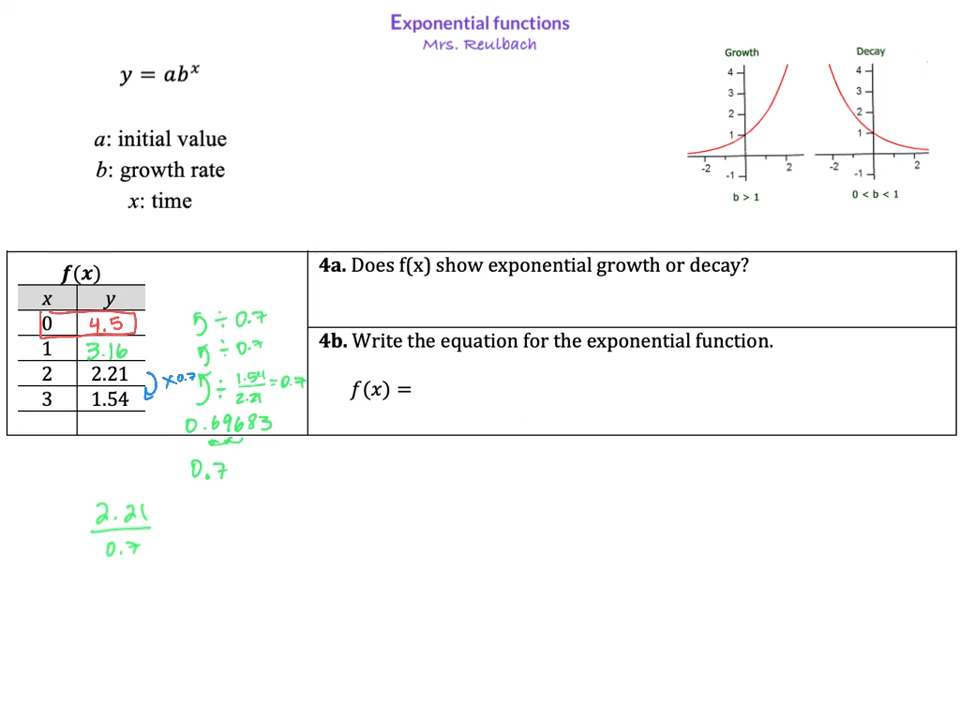 Exponential functions
Mrs. Reulbach
y = abˣ
a: initial value
b: growth rate
x: time
Growth
4
3
2
1
-2
2
-1
b > 1
Decay
4
3
2
1
-2
2
-1
0 < b < 1
f(x)
x y
0 4.5
1 3.16
2 2.21
3 1.54
÷ 0.7
÷ 0.7
x0.7
÷ 1.54/2.21 = 0.7
0.69683
0.7
2.21
0.7
4a. Does f(x) show exponential growth or decay?
4b. Write the equation for the exponential function.
f(x) =